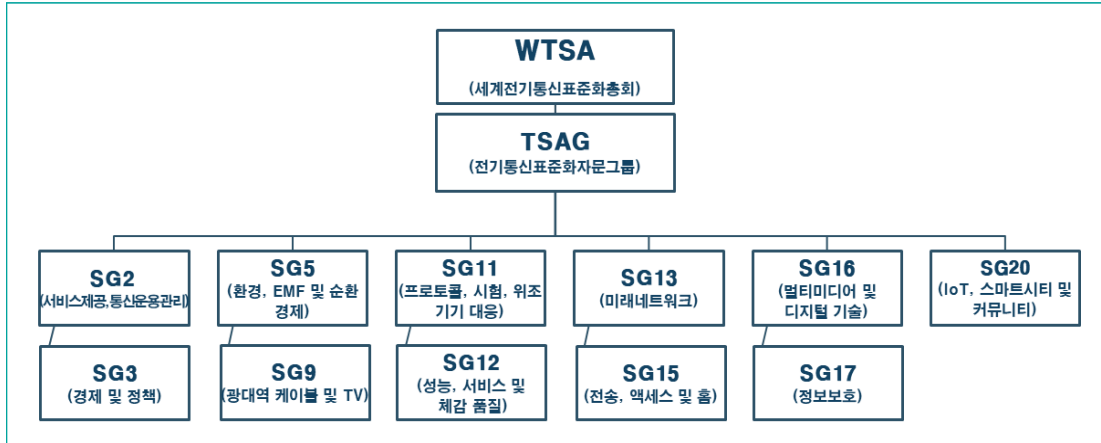 WTSA
(세계전기통신표준화총회)
TSAG
(전기통신표준화자문그룹)
SG2
(서비스제공,통신운용관리)
SG5
(환경, EMF 및 순환
경제)
SG11
(프로토콜, 시험, 위조
기기 대응)
SG13
(미래네트워크)
SG16
(멀티미디어 및
디지털 기술)
SG20
(IoT, 스마트시티 및
커뮤니티)
SG3
(경제 및 정책)
SG9
(광대역 케이블 및 TV)
SG12
(성능, 서비스 및
체감 품질)
SG15
(전송, 액세스 및 홈)
SG17
(정보보호)